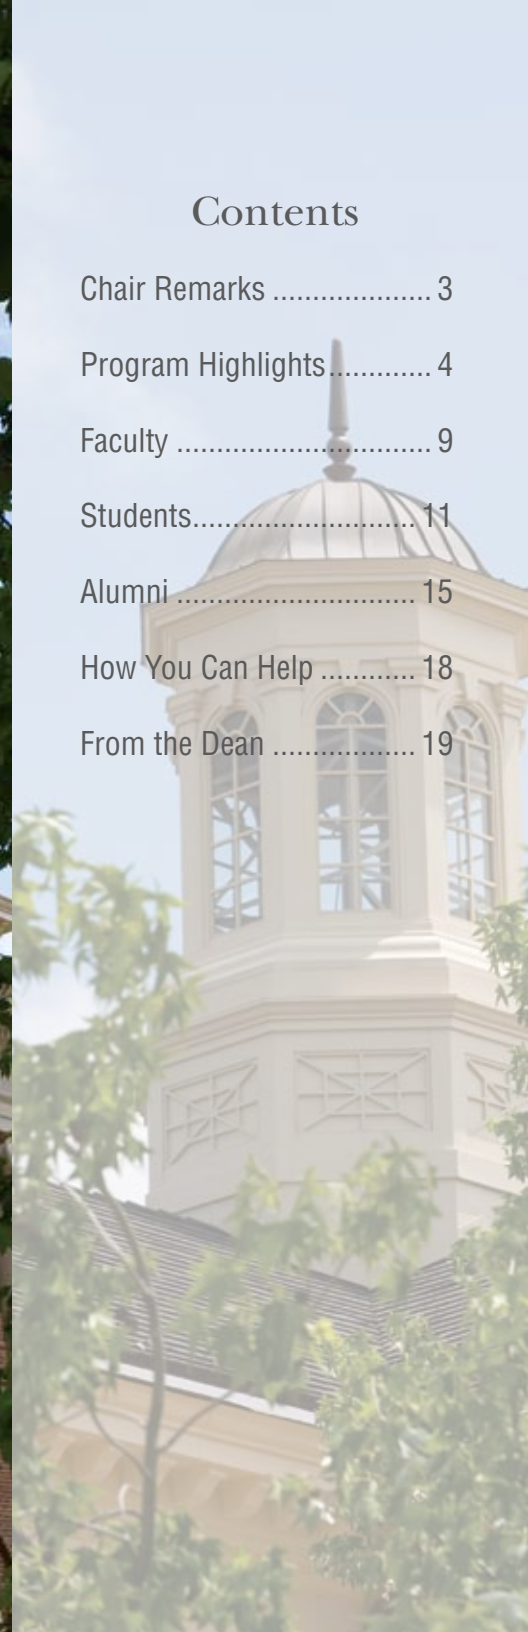 Contents
Chair Remarks .................... 3
Program Highlights............. 4
Faculty ................................ 9
Students............................ 11
Alumni .............................. 15
How You Can Help ............ 18
From the Dean .................. 19